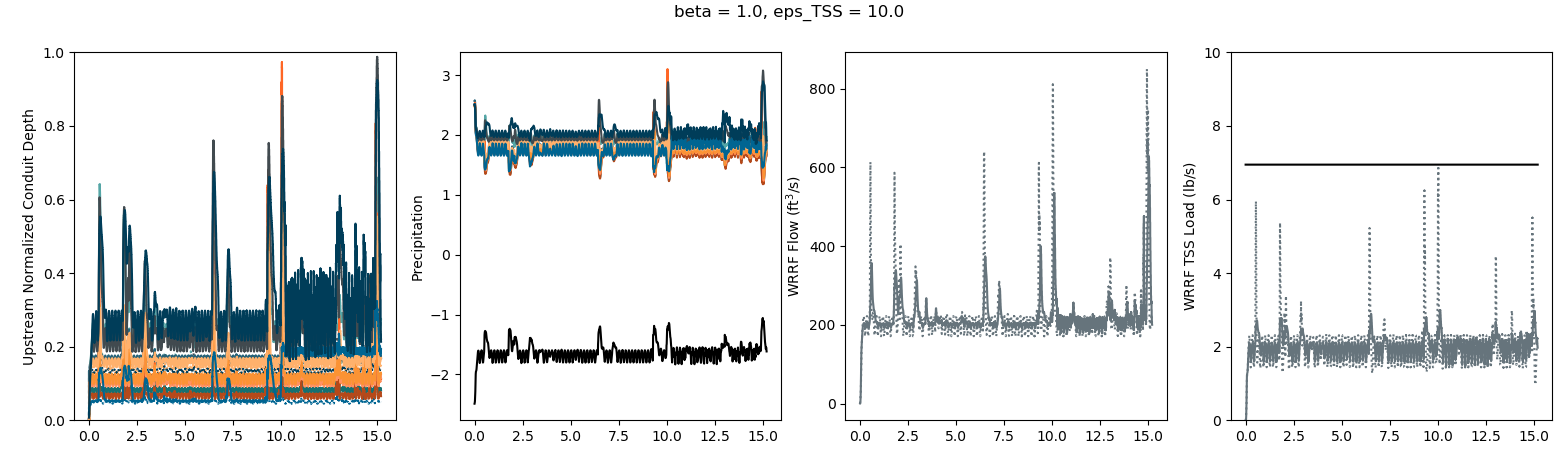 beta = 1.0, eps_TSS = 10.0
Upstream Normalized Conduit Depth
1.0
0.8
0.6
0.4
0.2
0.0
0.0 2.5 5.0 7.5 10.0 12.5 15.0
Precipitation
3
2
1
0
−1
−2
0.0 2.5 5.0 7.5 10.0 12.5 15.0
WRRF Flow (ft³/s)
800
600
400
200
0
0.0 2.5 5.0 7.5 10.0 12.5 15.0
WRRF TSS Load (lb/s)
10
8
6
4
2
0
0.0 2.5 5.0 7.5 10.0 12.5 15.0